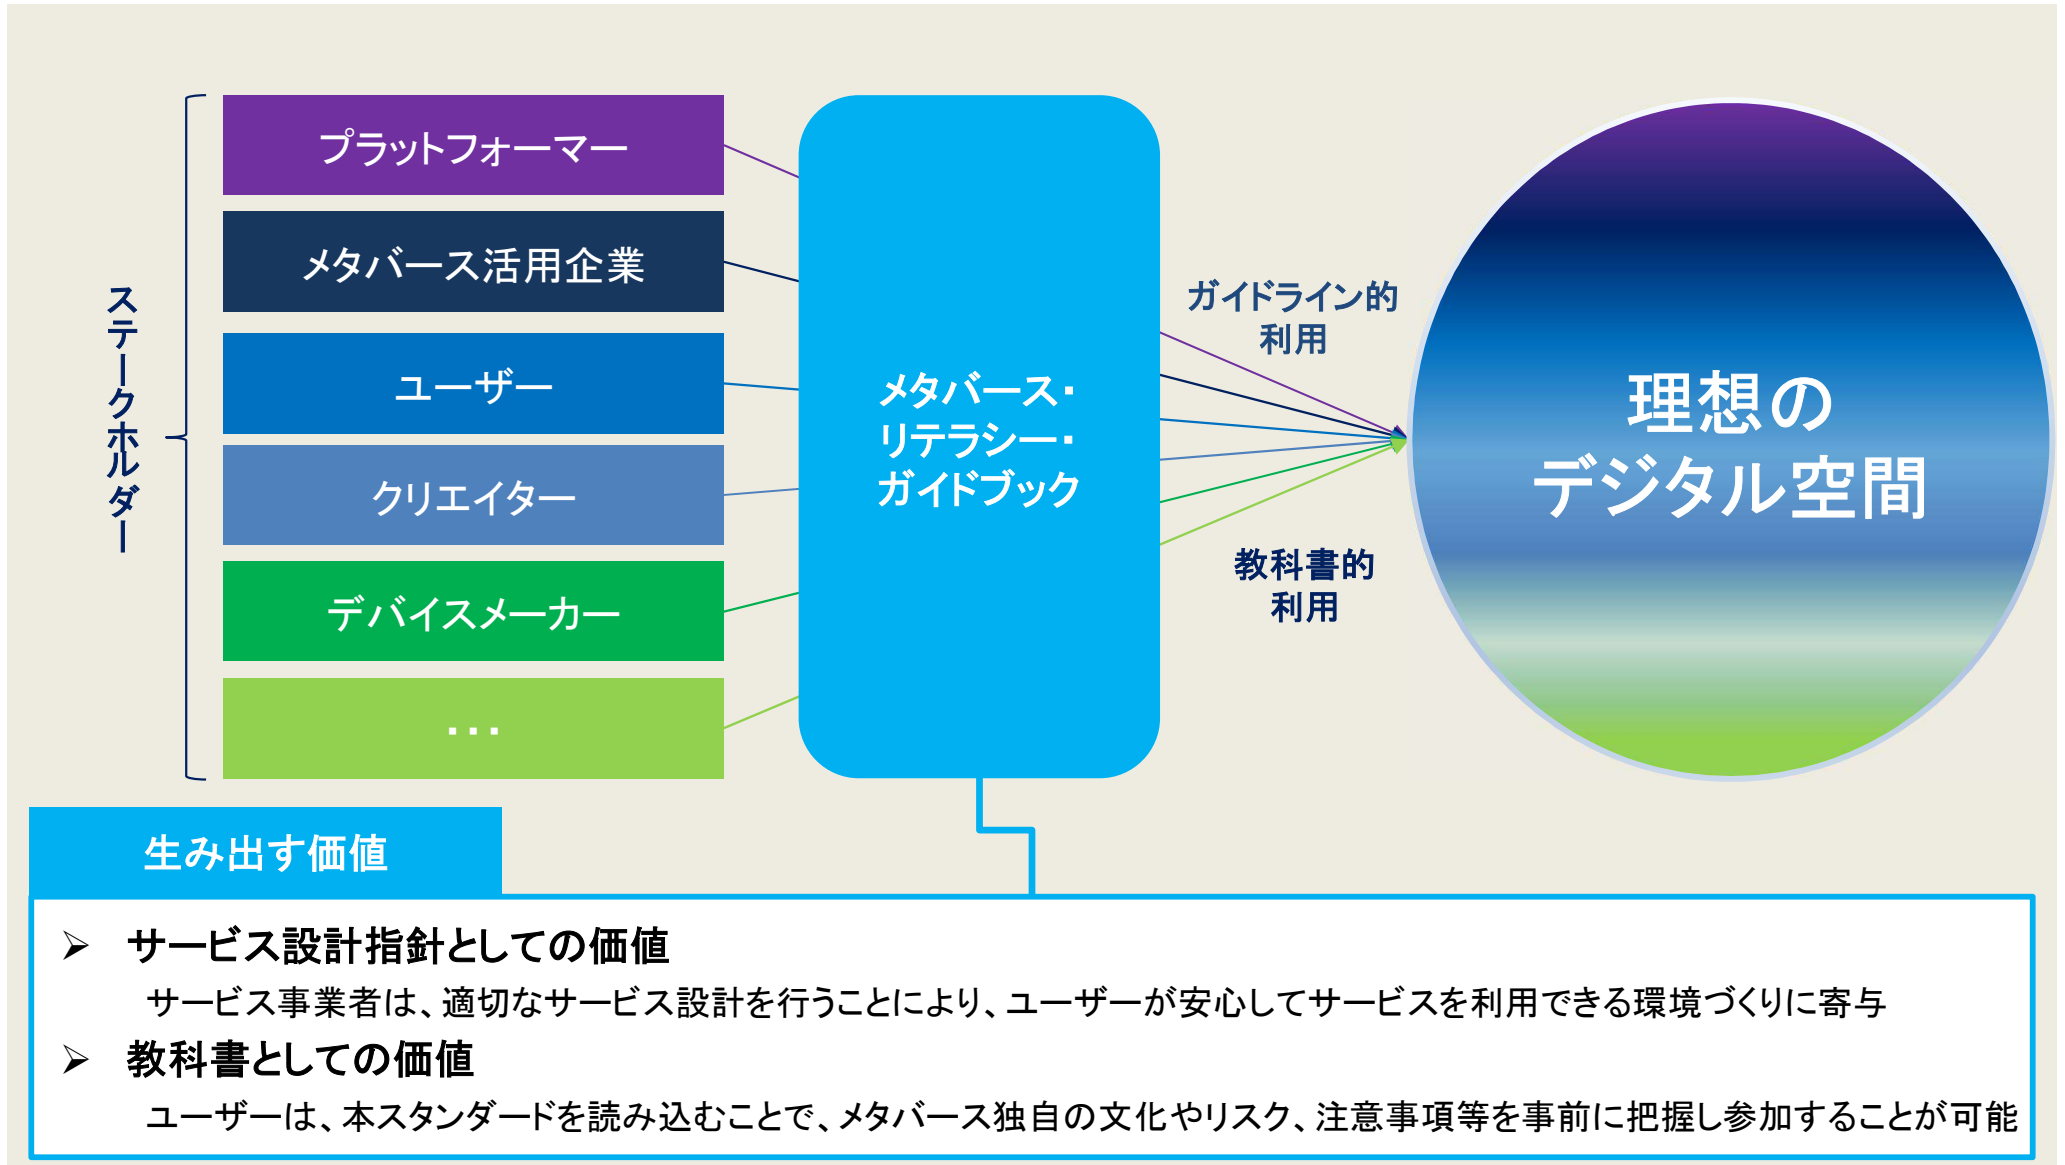 ステークホルダー
プラットフォーマー
メタバース活用企業
ユーザー
クリエイター
デバイスメーカー
・・・
メタバース・
リテラシー・
ガイドブック
ガイドライン的
利用
教科書的
利用
理想の
デジタル空間
生み出す価値
➢ サービス設計指針としての価値
サービス事業者は、適切なサービス設計を行うことにより、ユーザーが安心してサービスを利用できる環境づくりに寄与
➢ 教科書としての価値
ユーザーは、本スタンダードを読み込むことで、メタバース独自の文化やリスク、注意事項等を事前に把握し参加することが可能